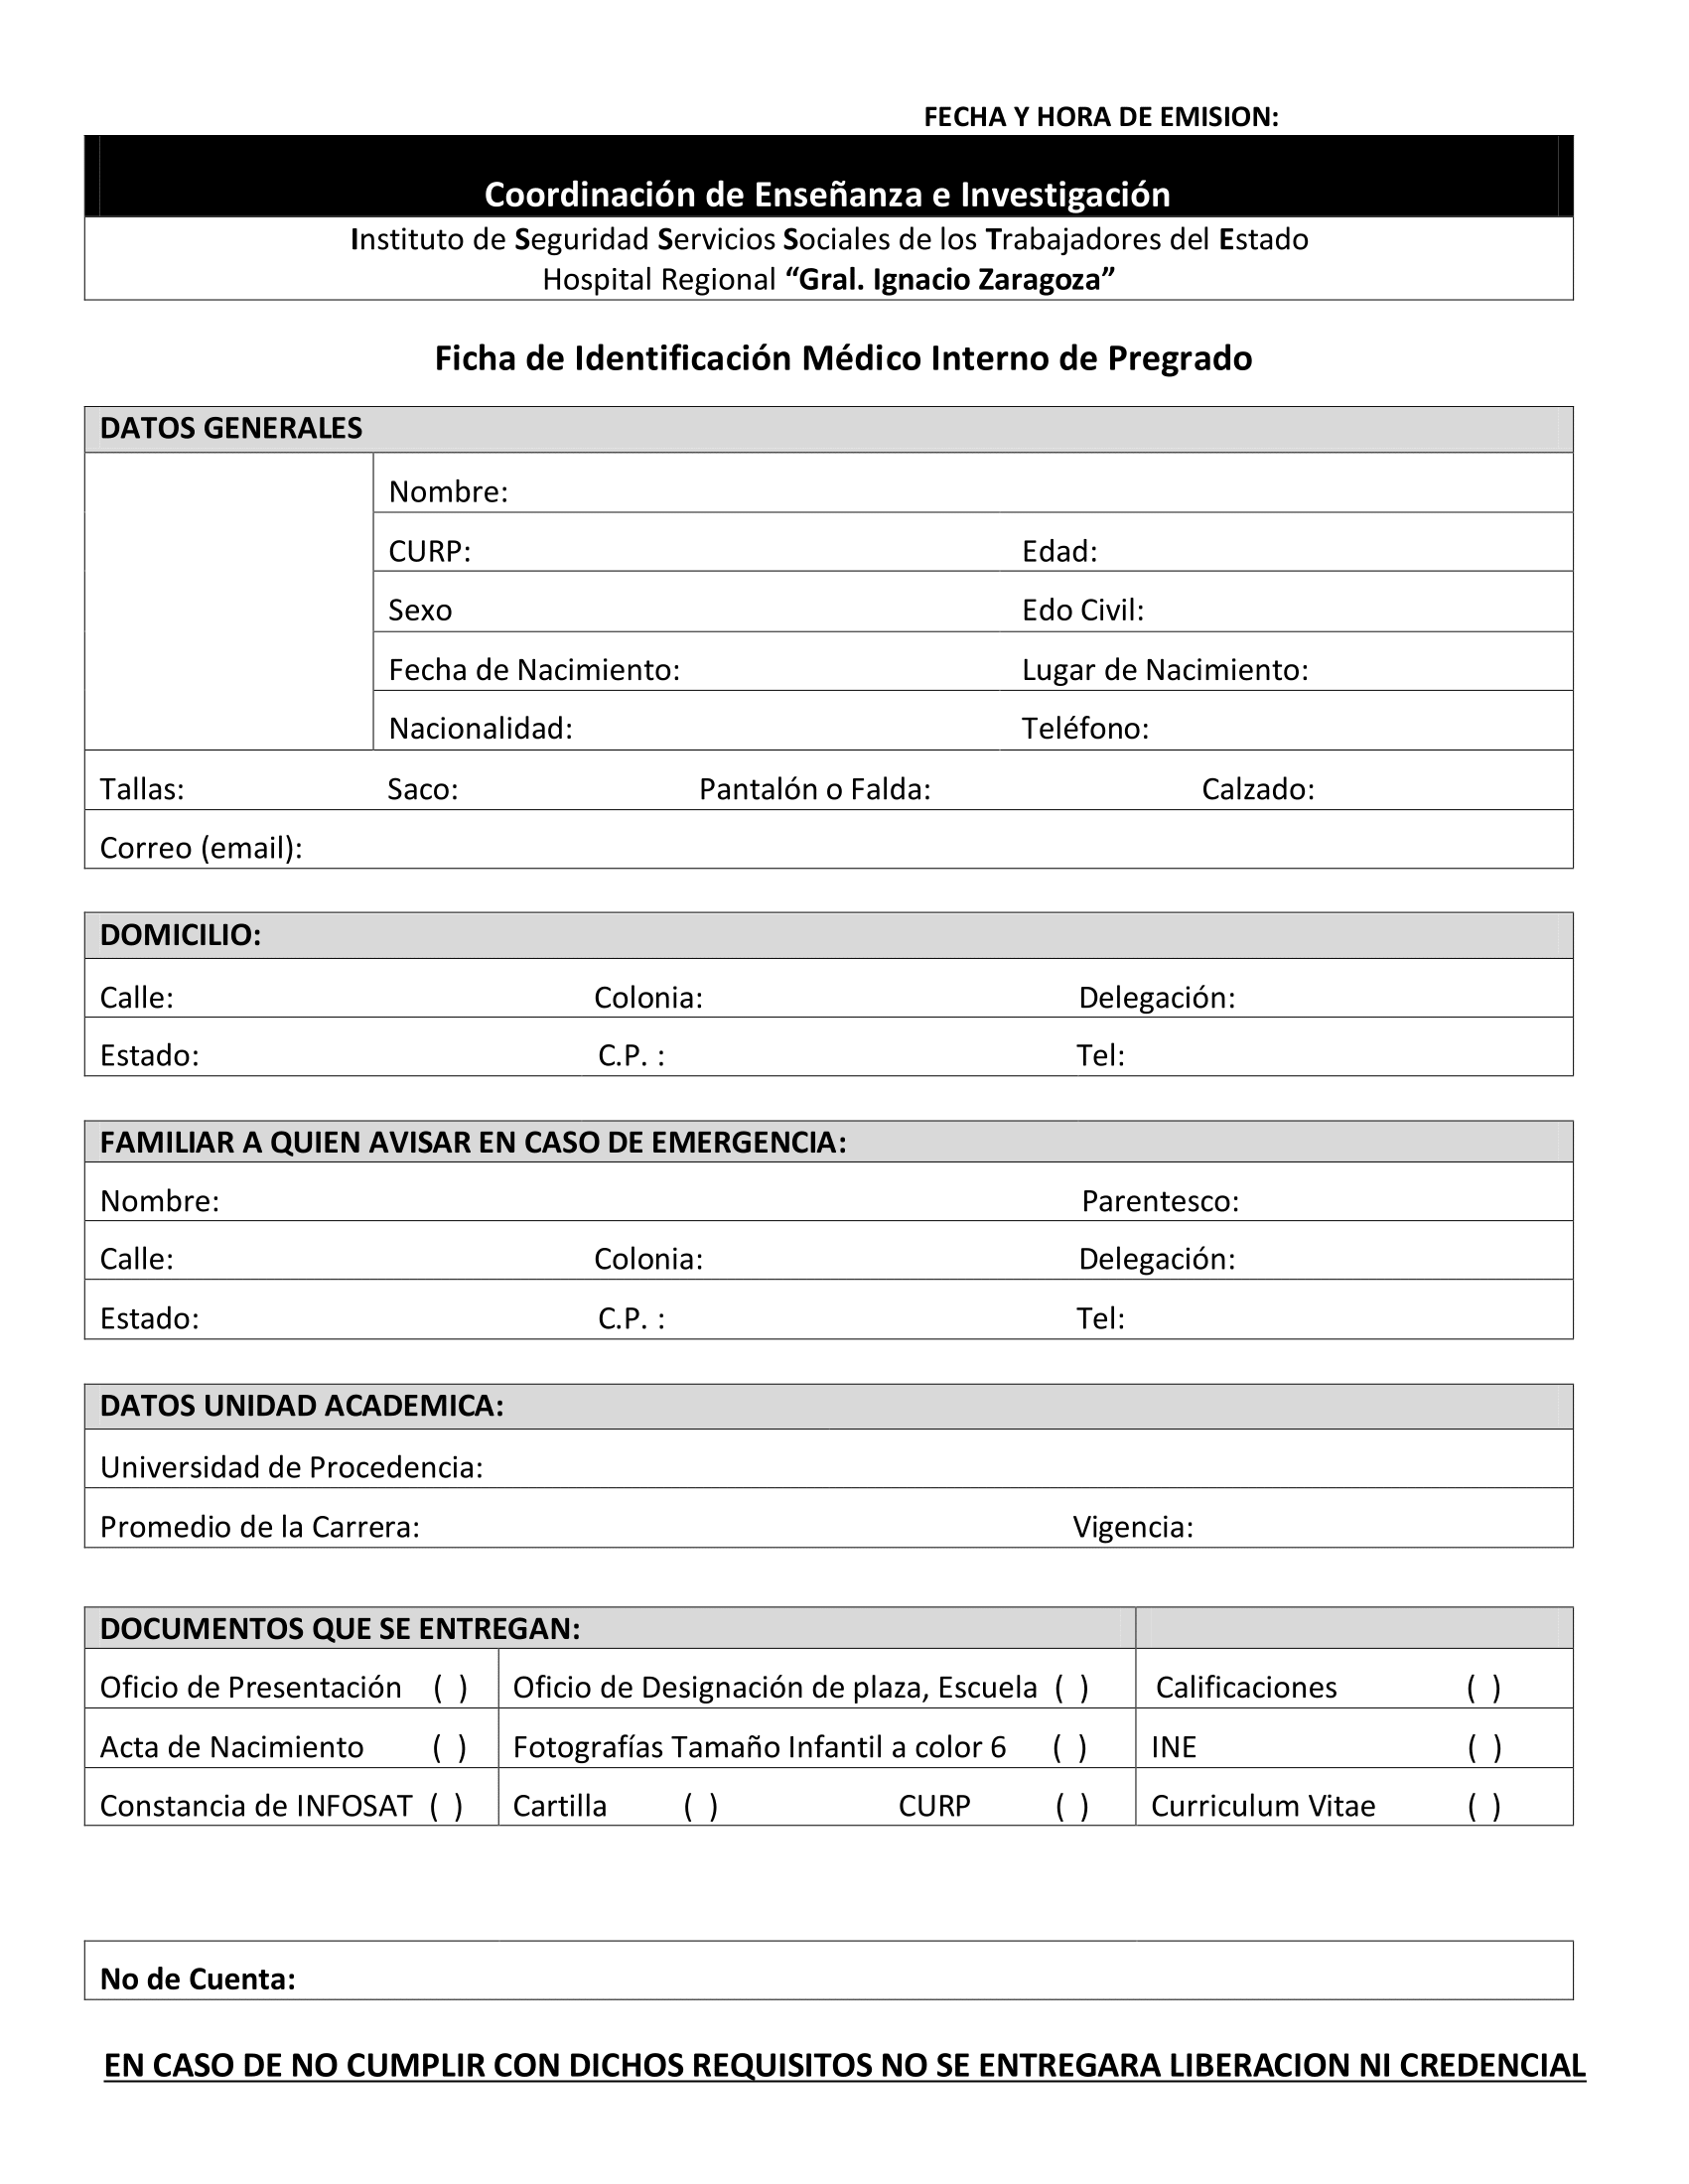 FECHA Y HORA DE EMISION:
Coordinación de Enseñanza e Investigación
Instituto de Seguridad Servicios Sociales de los Trabajadores del Estado
Hospital Regional “Gral. Ignacio Zaragoza”
Ficha de Identificación Médico Interno de Pregrado
DATOS GENERALES
Nombre:
CURP: Edad:
Sexo Edo Civil:
Fecha de Nacimiento: Lugar de Nacimiento:
Nacionalidad: Teléfono:
Tallas: Saco: Pantalón o Falda: Calzado:
Correo (email):
DOMICILIO:
Calle: Colonia: Delegación:
Estado: C.P. : Tel:
FAMILIAR A QUIEN AVISAR EN CASO DE EMERGENCIA:
Nombre: Parentesco:
Calle: Colonia: Delegación:
Estado: C.P. : Tel:
DATOS UNIDAD ACADEMICA:
Universidad de Procedencia:
Promedio de la Carrera: Vigencia:
DOCUMENTOS QUE SE ENTREGAN:
Oficio de Presentación ( ) Oficio de Designación de plaza, Escuela ( ) Calificaciones ( )
Acta de Nacimiento ( ) Fotografías Tamaño Infantil a color 6 ( ) INE ( )
Constancia de INFOSAT ( ) Cartilla ( ) CURP ( ) Curriculum Vitae ( )
No de Cuenta:
EN CASO DE NO CUMPLIR CON DICHOS REQUISITOS NO SE ENTREGARA LIBERACION NI CREDENCIAL